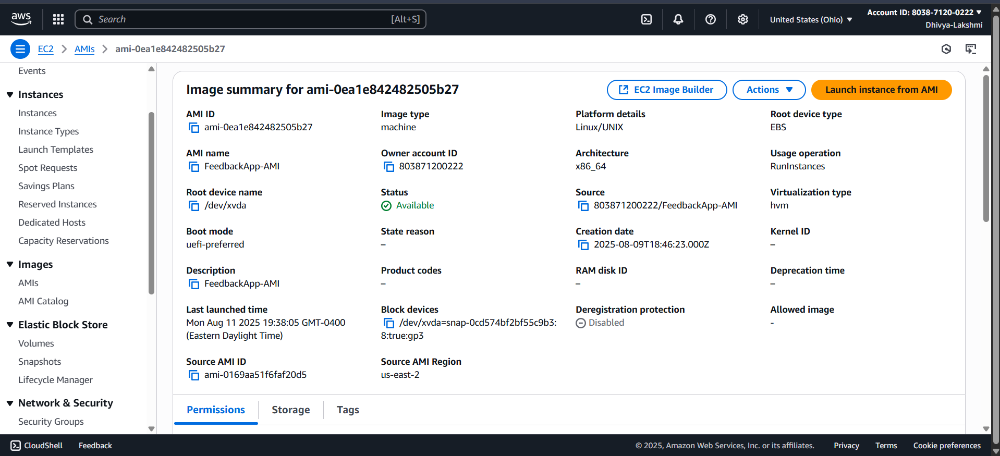 aws
Search [Alt+S]
United States (Ohio)
Account ID: 8038-7120-0222
Dhivya-Lakshmi
EC2 > AMIs > ami-0ea1e842482505b27
Events
Instances
Instances
Instance Types
Launch Templates
Spot Requests
Savings Plans
Reserved Instances
Dedicated Hosts
Capacity Reservations
Images
AMIs
AMI Catalog
Elastic Block Store
Volumes
Snapshots
Lifecycle Manager
Network & Security
Security Groups
Image summary for ami-0ea1e842482505b27
EC2 Image Builder
Actions
Launch instance from AMI
AMI ID
ami-0ea1e842482505b27
Image type
machine
Platform details
Linux/UNIX
Root device type
EBS
AMI name
FeedbackApp-AMI
Owner account ID
803871200222
Architecture
x86_64
Usage operation
RunInstances
Root device name
/dev/xvda
Status
Available
Source
803871200222/FeedbackApp-AMI
Virtualization type
hvm
Boot mode
uefi-preferred
State reason
–
Creation date
2025-08-09T18:46:23.000Z
Kernel ID
–
Description
FeedbackApp-AMI
Product codes
–
RAM disk ID
–
Deprecation time
–
Last launched time
Mon Aug 11 2025 19:38:05 GMT-0400
(Eastern Daylight Time)
Block devices
/dev/xvda=snap-0cd574bf2bf55c9b3:
8:true:gp3
Deregistration protection
Disabled
Allowed image
-
Source AMI ID
ami-0169aa51f6faf20d5
Source AMI Region
us-east-2
Permissions
Storage
Tags
CloudShell
Feedback
© 2025, Amazon Web Services, Inc. or its affiliates.
Privacy
Terms
Cookie preferences